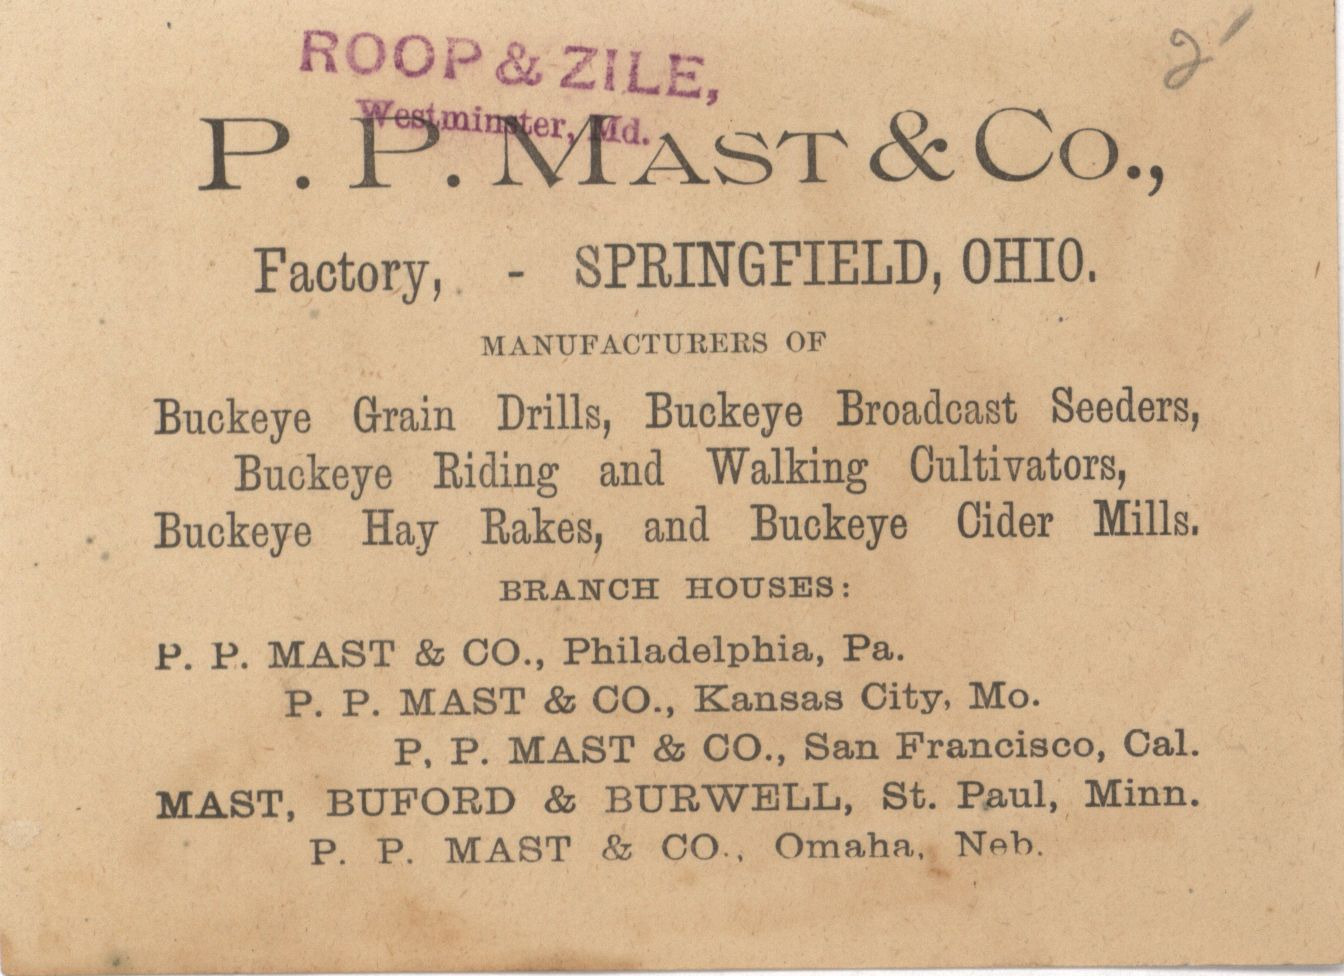 2'
ROOP & ZILE,
Westminster, Md.
P. P. MAST & CO.,
Factory, - SPRINGFIELD, OHIO.
MANUFACTURERS OF
Buckeye Grain Drills, Buckeye Broadcast Seeders,
Buckeye Riding and Walking Cultivators,
Buckeye Hay Rakes, and Buckeye Cider Mills.
BRANCH HOUSES:
P. P. MAST & CO., Philadelphia, Pa.
P. P. MAST & CO., Kansas City, Mo.
P, P. MAST & CO., San Francisco, Cal.
MAST, BUFORD & BURWELL, St. Paul, Minn.
P. P. MAST & CO., Omaha, Neb.